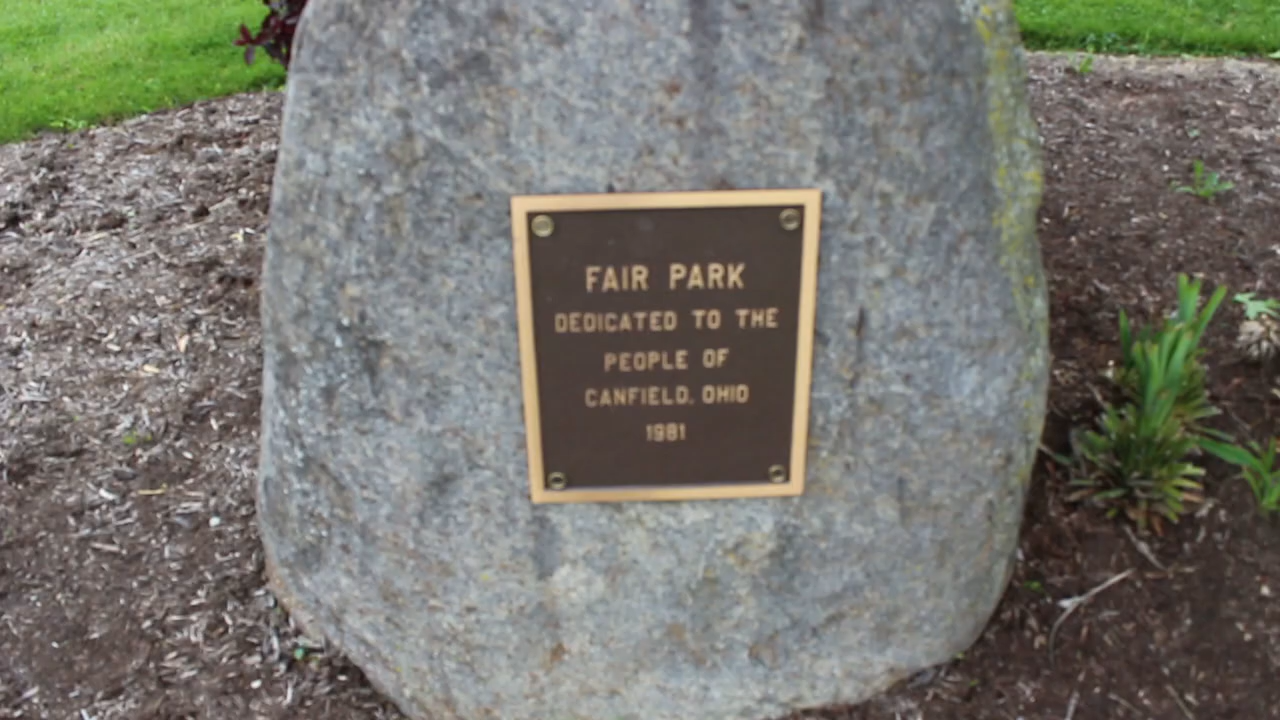 FAIR PARK
DEDICATED TO THE
PEOPLE OF
CANFIELD, OHIO
1981